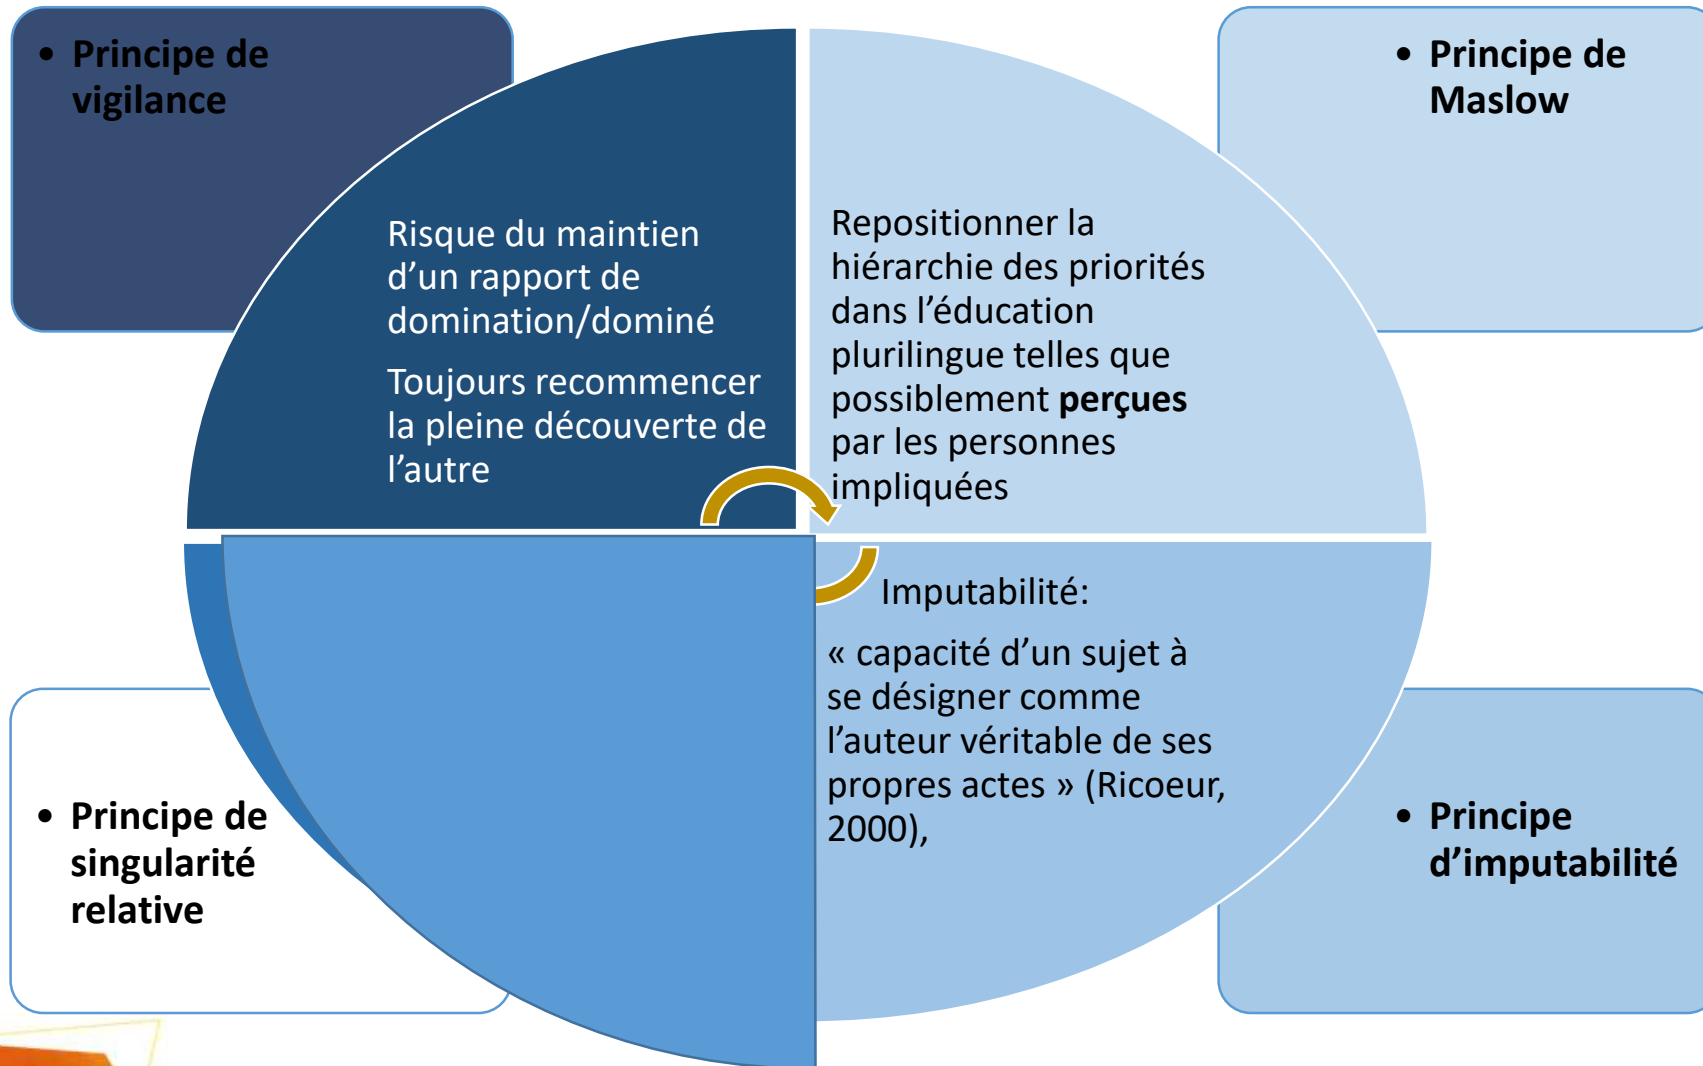 • Principe de
vigilance
Risque du maintien
d’un rapport de
domination/dominé
Toujours recommencer
la pleine découverte de
l’autre
• Principe de
Maslow
Repositionner la
hiérarchie des priorités
dans l’éducation
plurilingue telles que
possiblement perçues
par les personnes
impliquées
• Principe de
singularité
relative
Imputabilité:
« capacité d’un sujet à
se désigner comme
l’auteur véritable de ses
propres actes » (Ricoeur,
2000),
• Principe
d’imputabilité